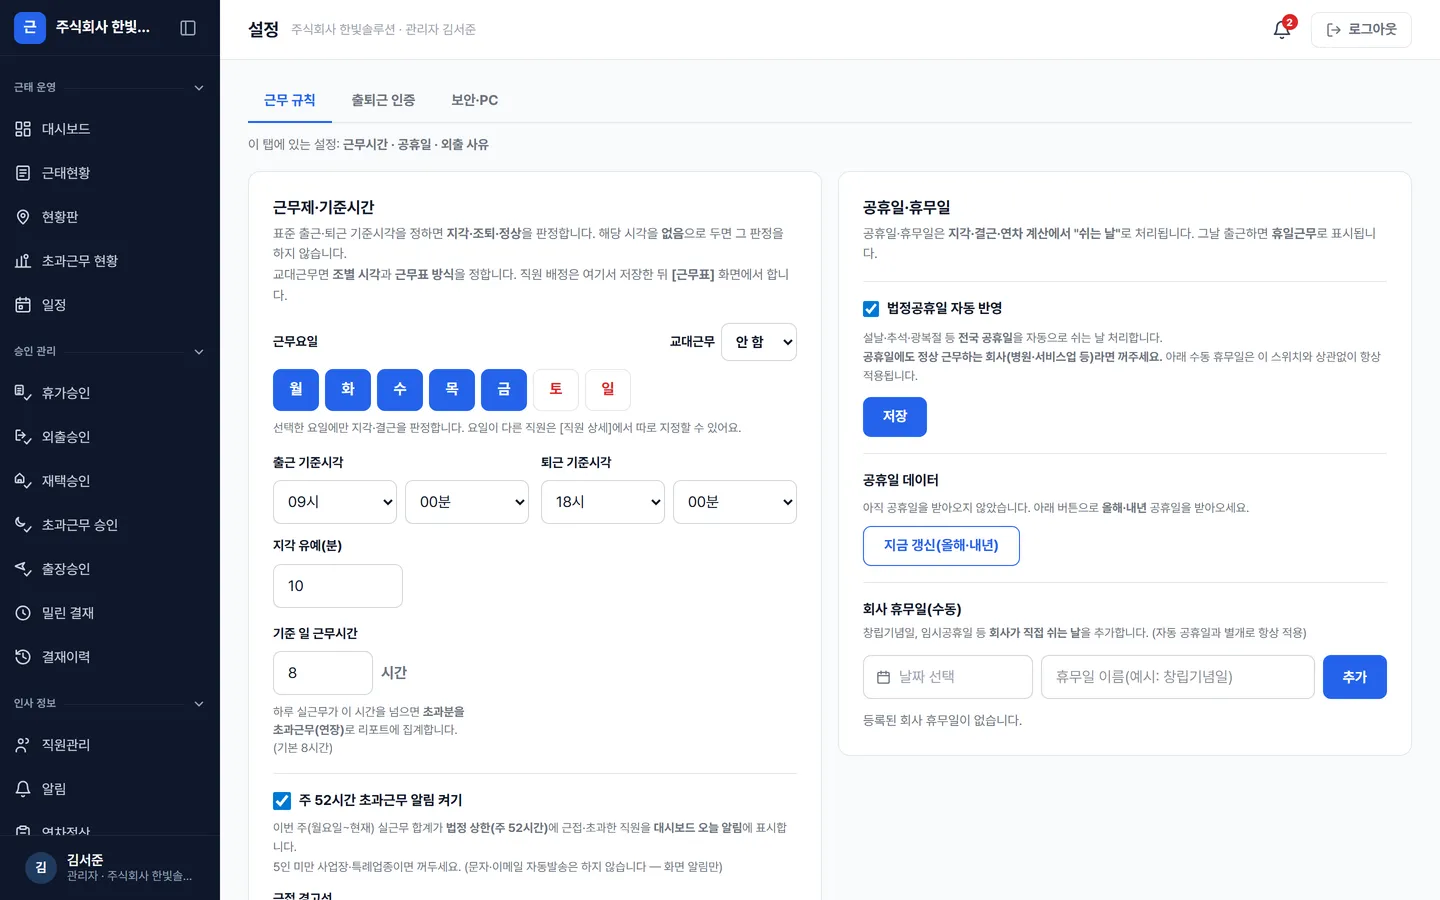 근
주식회사 한빛...
근태 운영
대시보드
근태현황
현황판
초과근무 현황
일정
승인 관리
휴가승인
외출승인
재택승인
초과근무 승인
출장승인
밀린 결재
결재이력
인사 정보
직원관리
알림
연차정산
김
김서준
관리자 · 주식회사 한빛솔...
설정
주식회사 한빛솔루션 · 관리자 김서준
2
로그아웃
근무 규칙
출퇴근 인증
보안·PC
이 탭에 있는 설정: 근무시간 · 공휴일 · 외출 사유
근무제·기준시간
표준 출근·퇴근 기준시각을 정하면 지각·조퇴·정상을 판정합니다. 해당 시각을 없음으로 두면 그 판정을
하지 않습니다.
교대근무면 조별 시각과 근무표 방식을 정합니다. 직원 배정은 여기서 저장한 뒤 [근무표] 화면에서 합니
다.
근무요일
교대근무
안 함
월
화
수
목
금
토
일
선택한 요일에만 지각·결근을 판정합니다. 요일이 다른 직원은 [직원 상세]에서 따로 지정할 수 있어요.
출근 기준시각
퇴근 기준시각
09시
00분
18시
00분
지각 유예(분)
10
기준 일 근무시간
8
시간
하루 실근무가 이 시간을 넘으면 초과분을
초과근무(연장)로 리포트에 집계합니다.
(기본 8시간)
주 52시간 초과근무 알림 켜기
이번 주(월요일~현재) 실근무 합계가 법정 상한(주 52시간)에 근접·초과한 직원을 대시보드 오늘 알림에 표시합
니다.
5인 미만 사업장·특례업종이면 꺼두세요. (문자·이메일 자동발송은 하지 않습니다 — 화면 알림만)
근접 경고선
공휴일·휴무일
공휴일·휴무일은 지각·결근·연차 계산에서 "쉬는 날"로 처리됩니다. 그날 출근하면 휴일근무로 표시됩니
다.
법정공휴일 자동 반영
설날·추석·광복절 등 전국 공휴일을 자동으로 쉬는 날 처리합니다.
공휴일에도 정상 근무하는 회사(병원·서비스업 등)라면 꺼주세요. 아래 수동 휴무일은 이 스위치와 상관없이 항상
적용됩니다.
저장
공휴일 데이터
아직 공휴일을 받아오지 않았습니다. 아래 버튼으로 올해·내년 공휴일을 받아오세요.
지금 갱신(올해·내년)
회사 휴무일(수동)
창립기념일, 임시공휴일 등 회사가 직접 쉬는 날을 추가합니다. (자동 공휴일과 별개로 항상 적용)
날짜 선택
휴무일 이름(예시: 창립기념일)
추가
등록된 회사 휴무일이 없습니다.